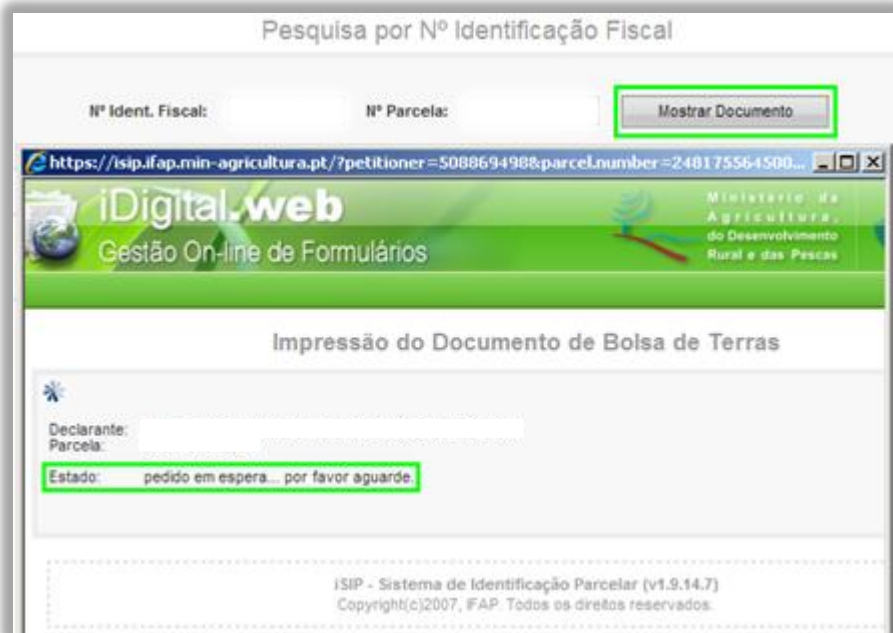 Pesquisa por Nº Identificação Fiscal
Nº Ident. Fiscal: Nº Parcela: Mostrar Documento
https://isip.ifap.min-agricultura.pt/?petitioner=508869498&parcel.number=248175564500...
iDigital.web
Gestão On-line de Formulários
Ministério da
Agricultura,
do Desenvolvimento
Rural e das Pescas
Impressão do Documento de Bolsa de Terras
Declarante:
Parcela:
Estado: pedido em espera... por favor aguarde.
iSIP - Sistema de Identificação Parcelar (v1.9.14.7)
Copyright(c)2007, IFAP. Todos os direitos reservados.